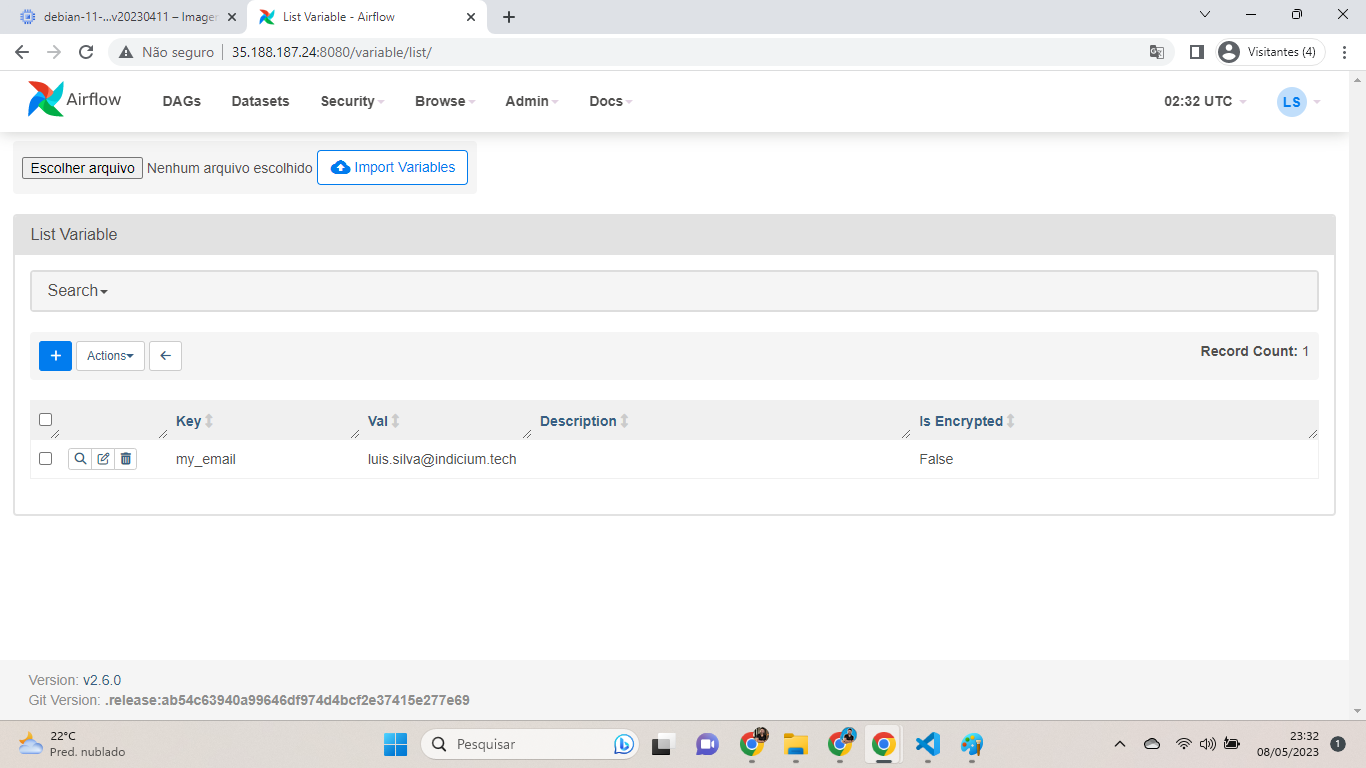 debian-11-...v20230411 – Imagen
List Variable - Airflow
Não seguro
35.188.187.24:8080/variable/list/
Visitantes (4)
Airflow
DAGs
Datasets
Security
Browse
Admin
Docs
02:32 UTC
LS
Escolher arquivo
Nenhum arquivo escolhido
Import Variables
List Variable
Search
+
Actions
Record Count: 1
Key
Val
Description
Is Encrypted
my_email
luis.silva@indicium.tech
False
Version: v2.6.0
Git Version: .release:ab54c63940a99646df974d4bcf2e37415e277e69
22°C
Pred. nublado
Pesquisar
23:32
08/05/2023
1